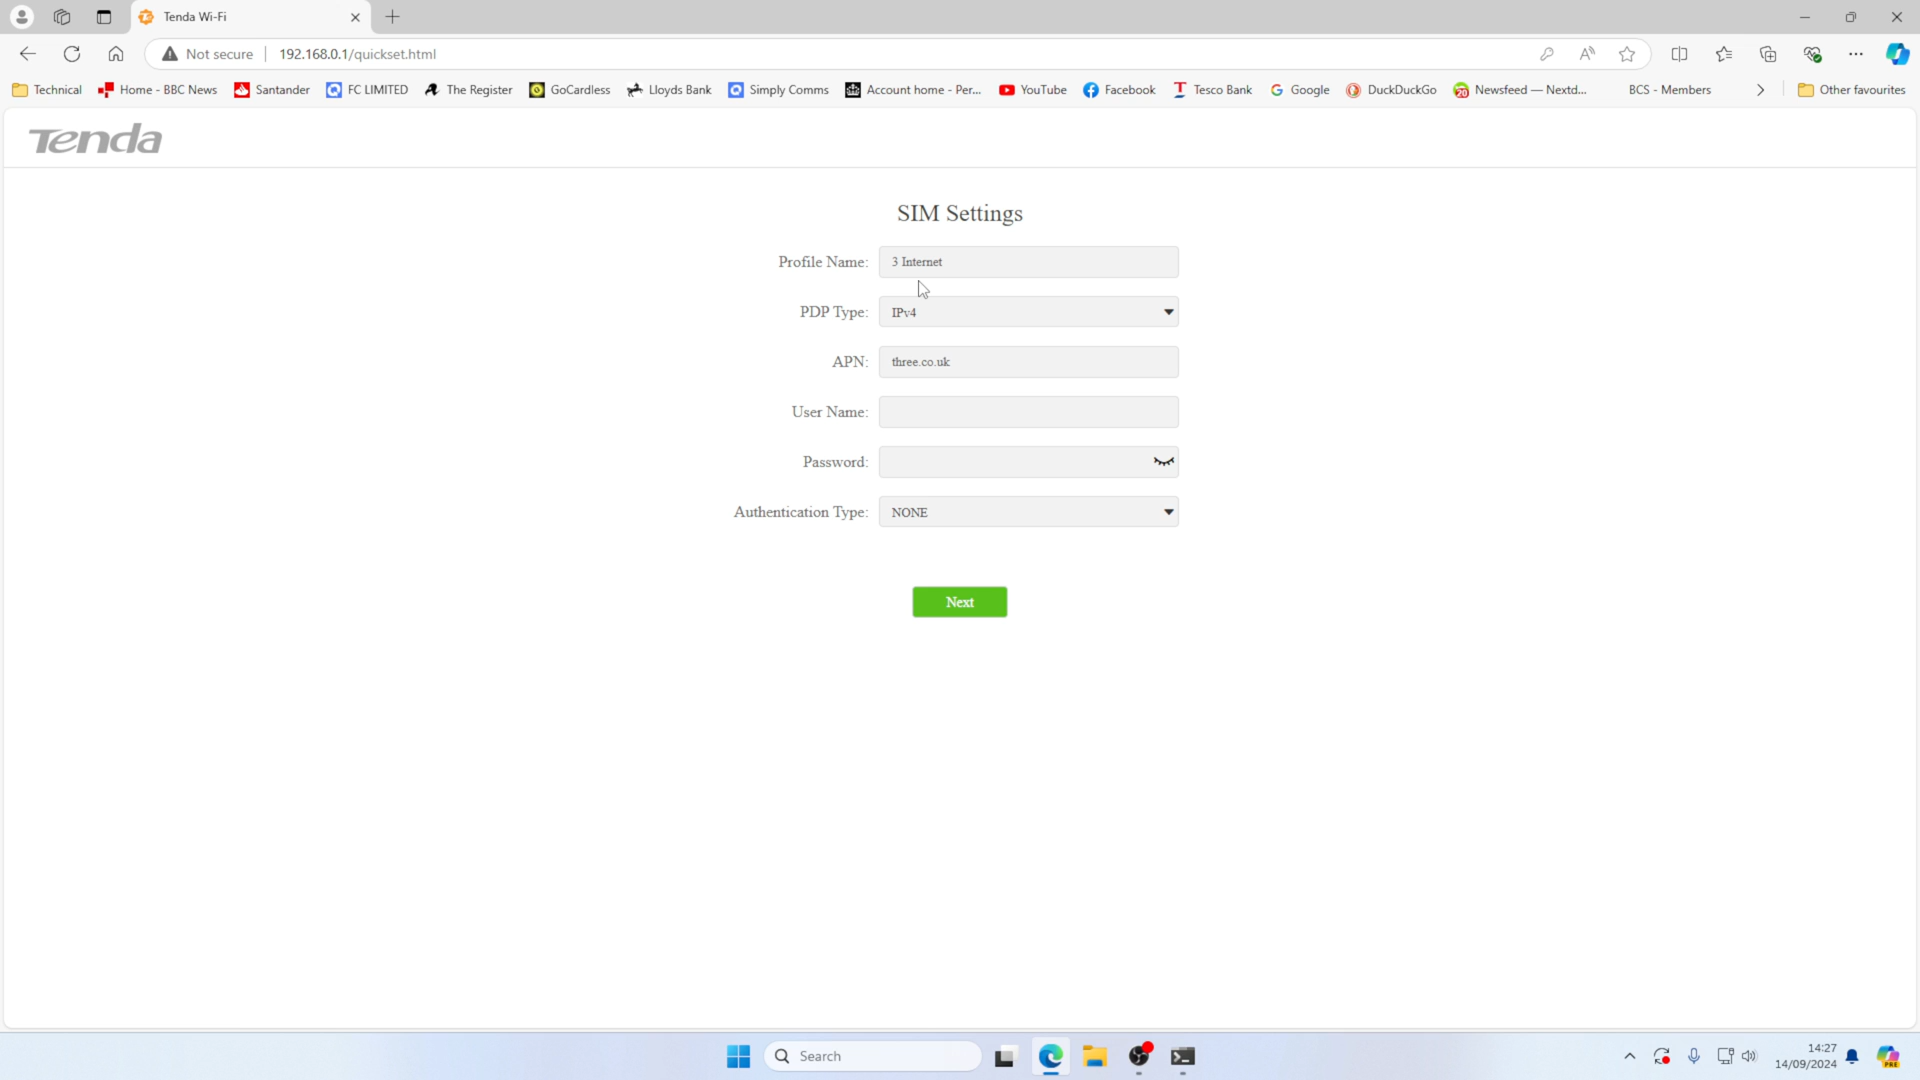 Tenda Wi-Fi
Not secure 192.168.0.1/quickset.html
Technical Home - BBC News Santander FC LIMITED The Register GoCardless Lloyds Bank Simply Comms Account home - Per... YouTube Facebook Tesco Bank Google DuckDuckGo Newsfeed — Nextd... BCS - Members Other favourites
Tenda
SIM Settings
Profile Name: 3 Internet
PDP Type: IPv4
APN: three.co.uk
User Name:
Password:
Authentication Type: NONE
Next
Search
14:27
14/09/2024
PRE